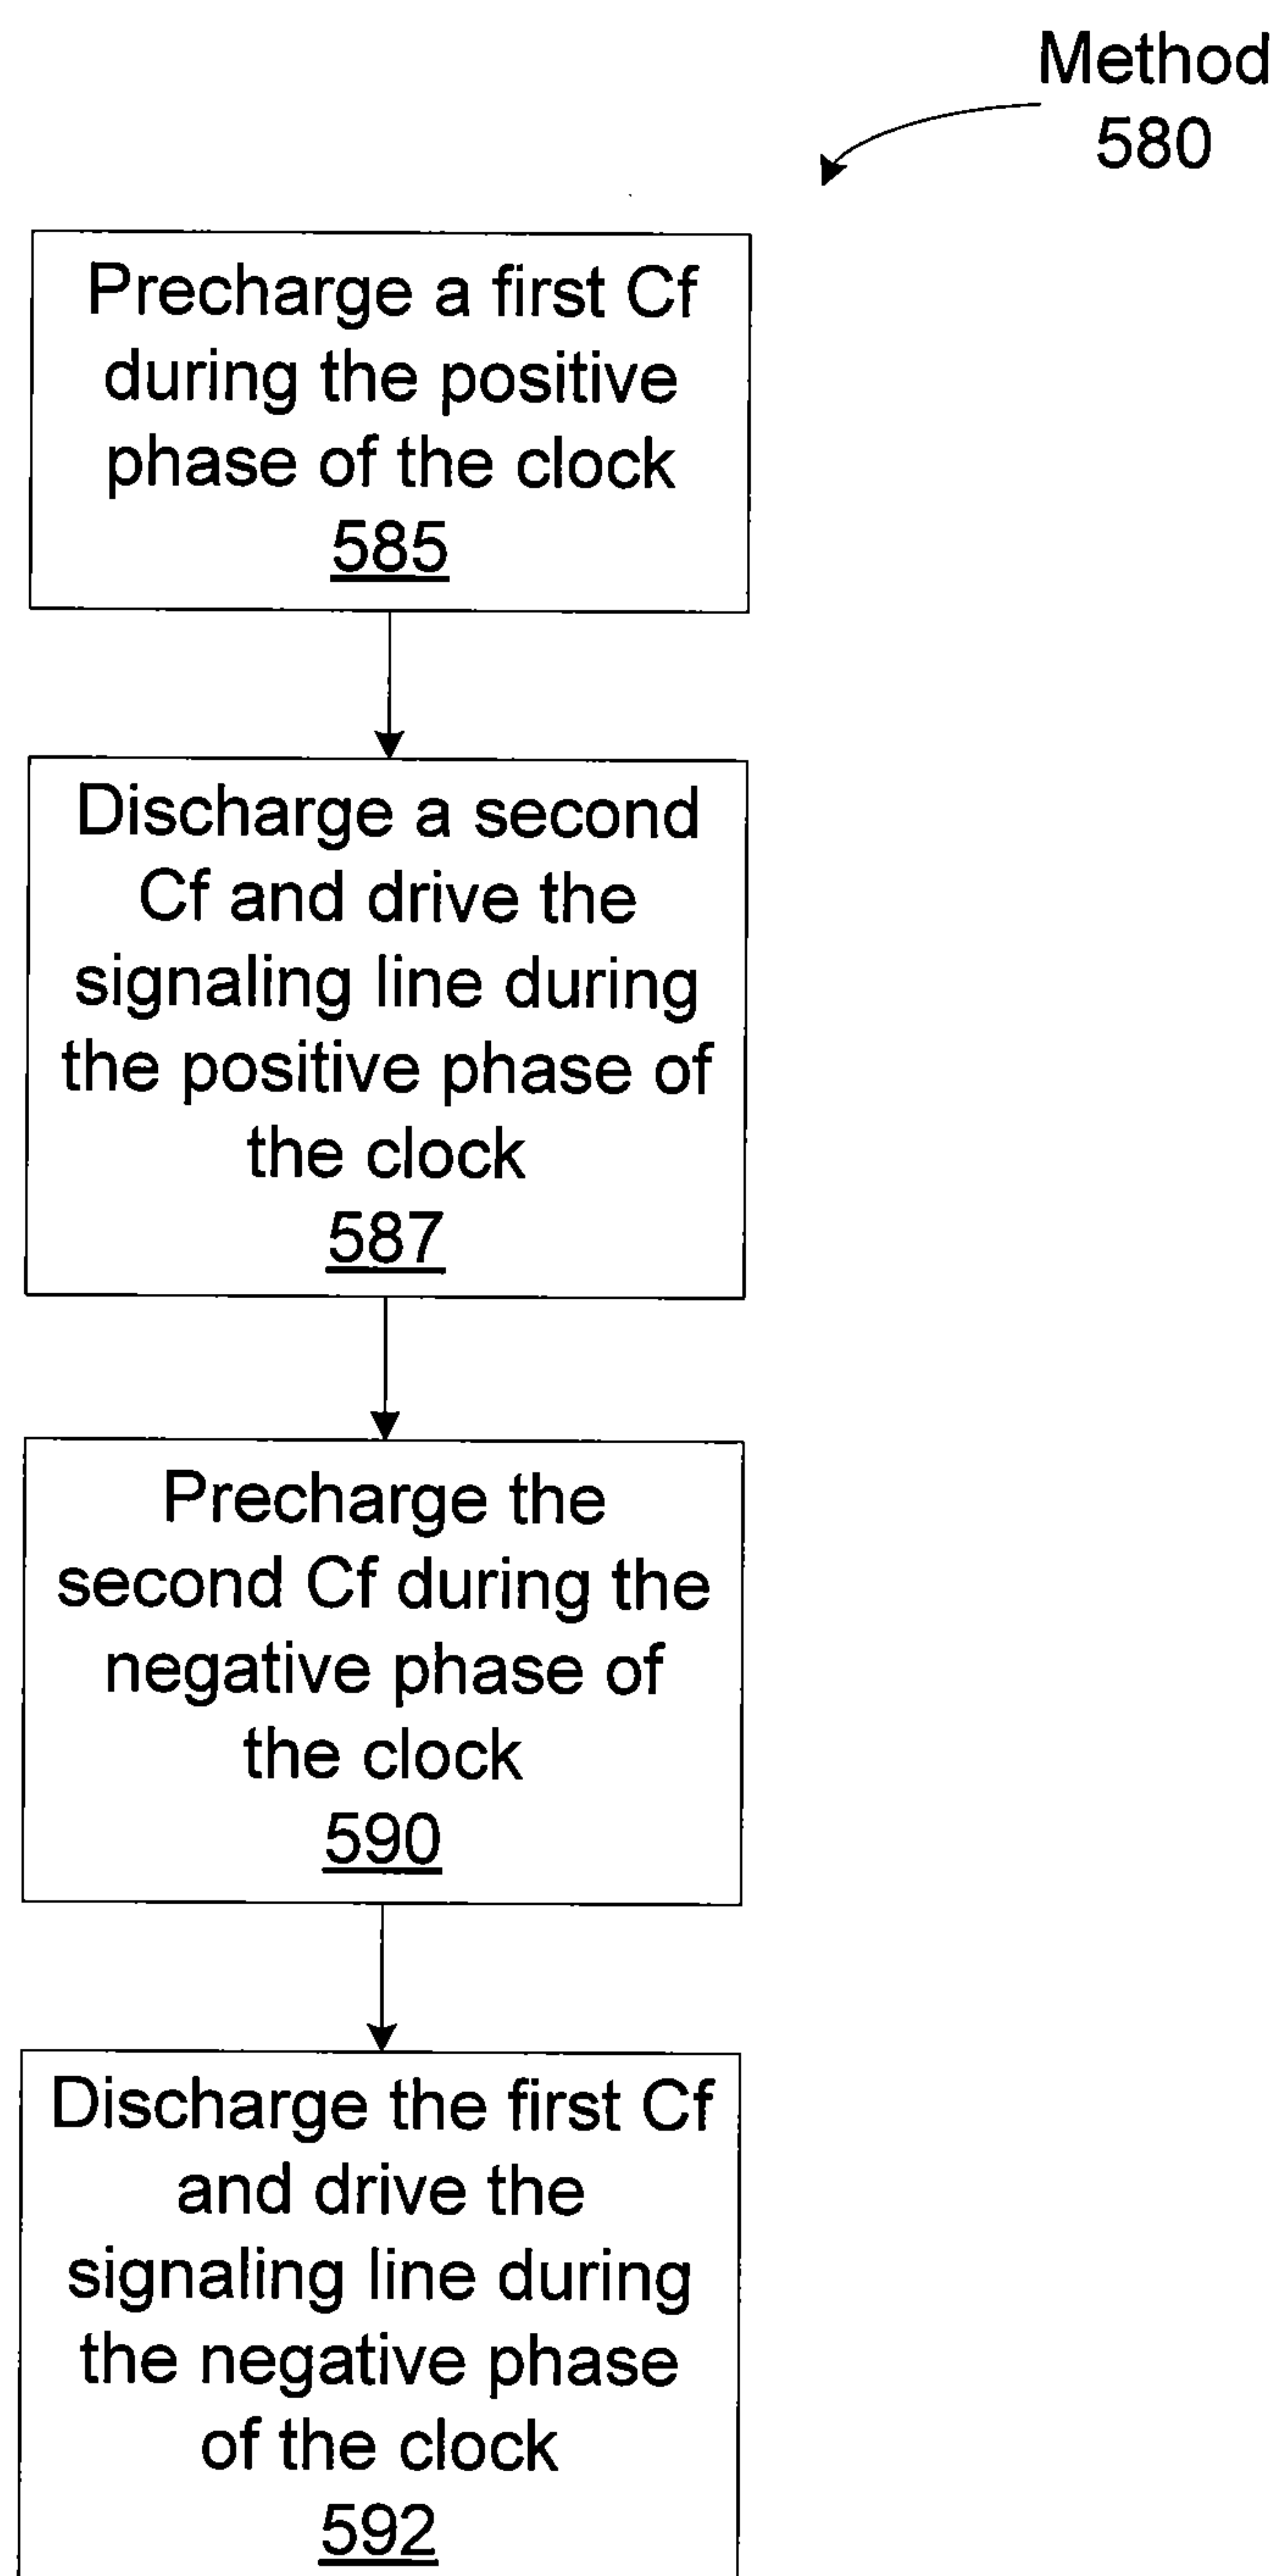 Method
580
Precharge a first Cf
during the positive
phase of the clock
585
Discharge a second
Cf and drive the
signaling line during
the positive phase of
the clock
587
Precharge the
second Cf during the
negative phase of
the clock
590
Discharge the first Cf
and drive the
signaling line during
the negative phase
of the clock
592